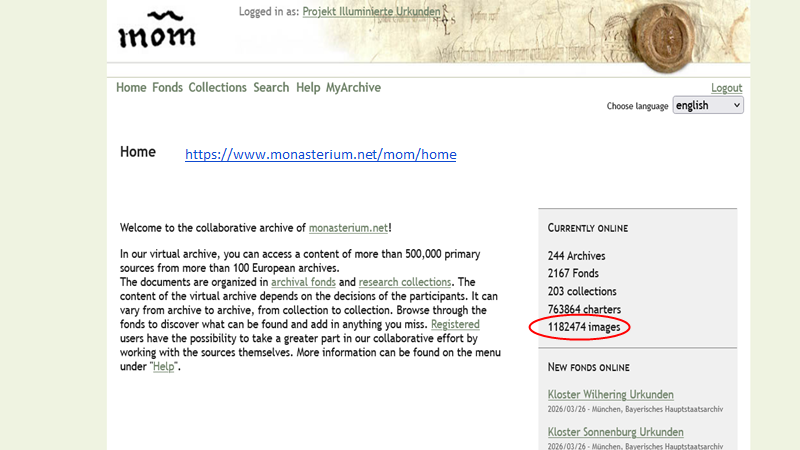 Logged in as: Projekt Illuminierte Urkunden
mom
Home Fonds Collections Search Help MyArchive
Logout
Choose language english
Home
https://www.monasterium.net/mom/home
Welcome to the collaborative archive of monasterium.net!
In our virtual archive, you can access a content of more than 500,000 primary
sources from more than 100 European archives.
The documents are organized in archival fonds and research collections. The
content of the virtual archive depends on the decisions of the participants. It can
vary from archive to archive, from collection to collection. Browse through the
fonds to discover what can be found and add in anything you miss. Registered
users have the possibility to take a greater part in our collaborative effort by
working with the sources themselves. More information can be found on the menu
under "Help".
Currently online
244 Archives
2167 Fonds
203 collections
763864 charters
1182474 images
New fonds online
Kloster Wilhering Urkunden
2026/03/26 - München, Bayerisches Hauptstaatsarchiv
Kloster Sonnenburg Urkunden
2026/03/26 - München, Bayerisches Hauptstaatsarchiv